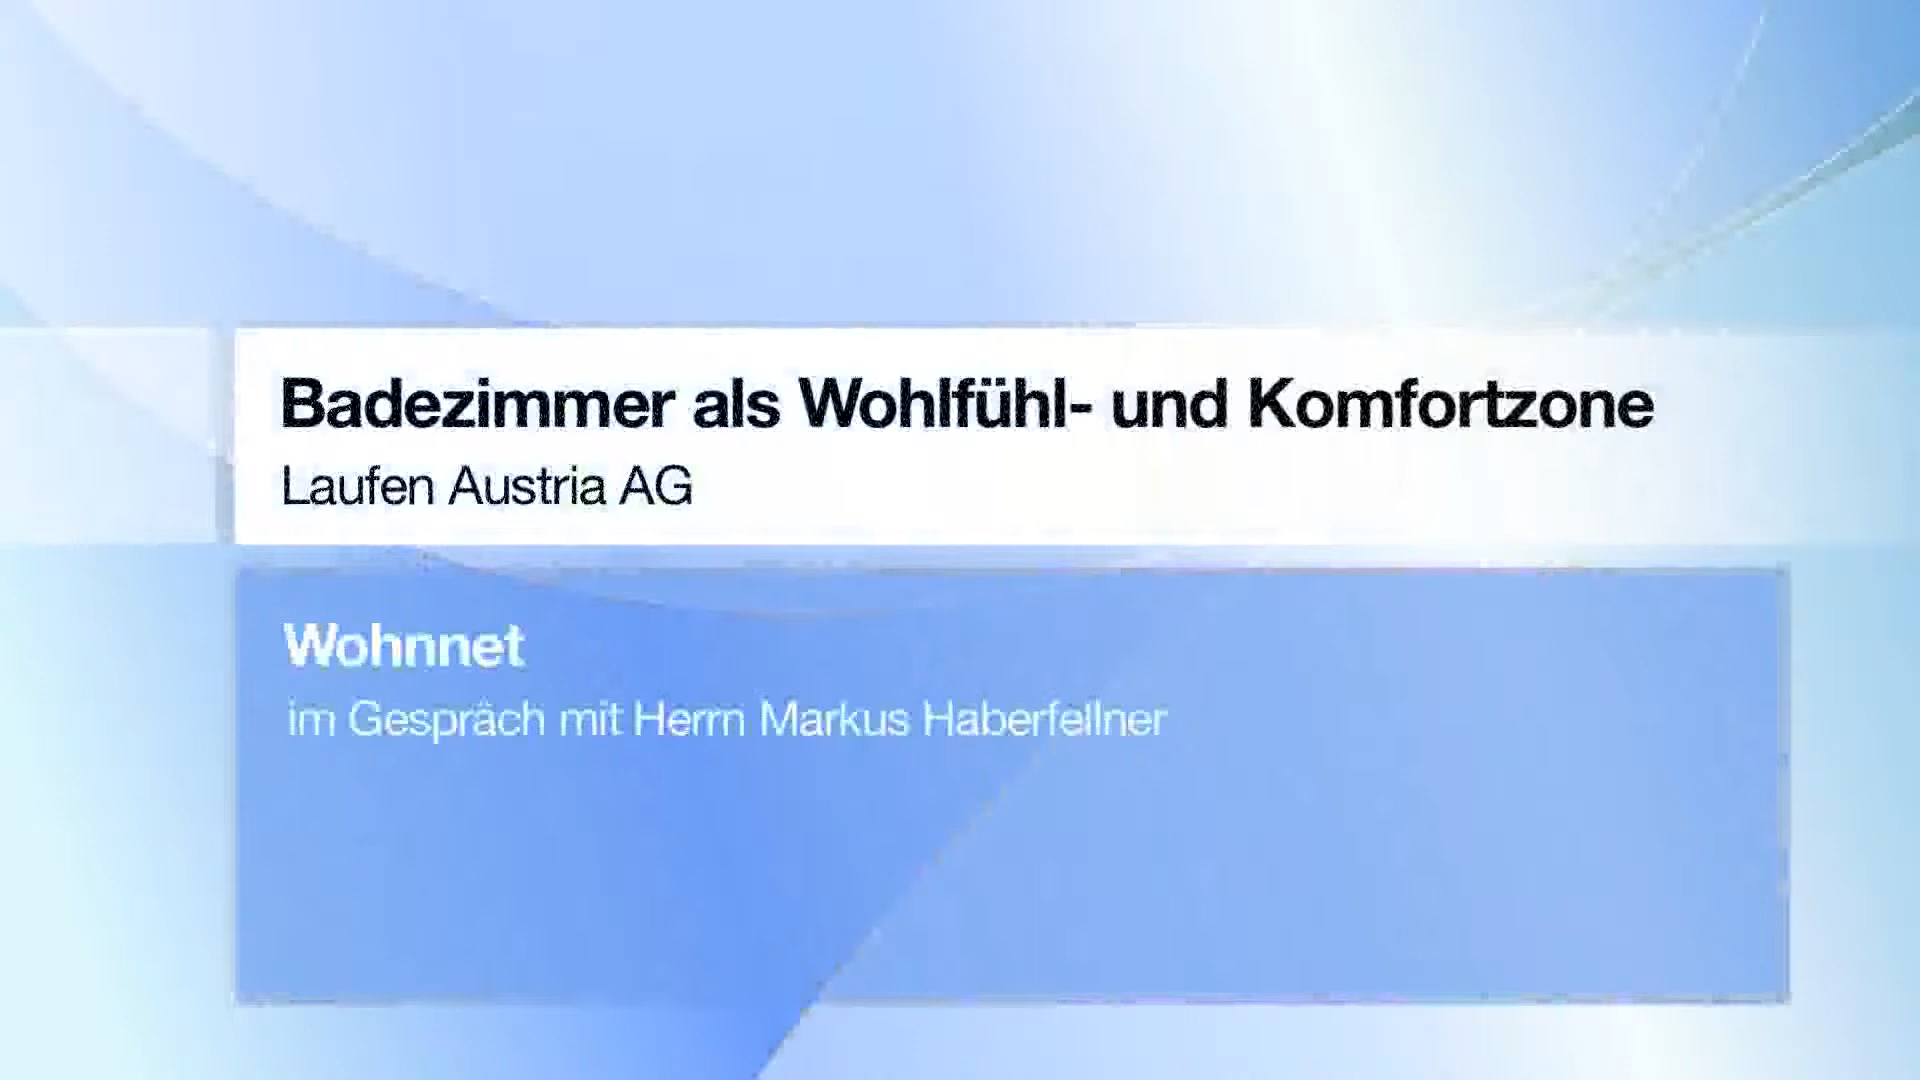 Badezimmer als Wohlfühl- und Komfortzone
Laufen Austria AG
Wohnnet
im Gespräch mit Herrn Markus Haberfellner